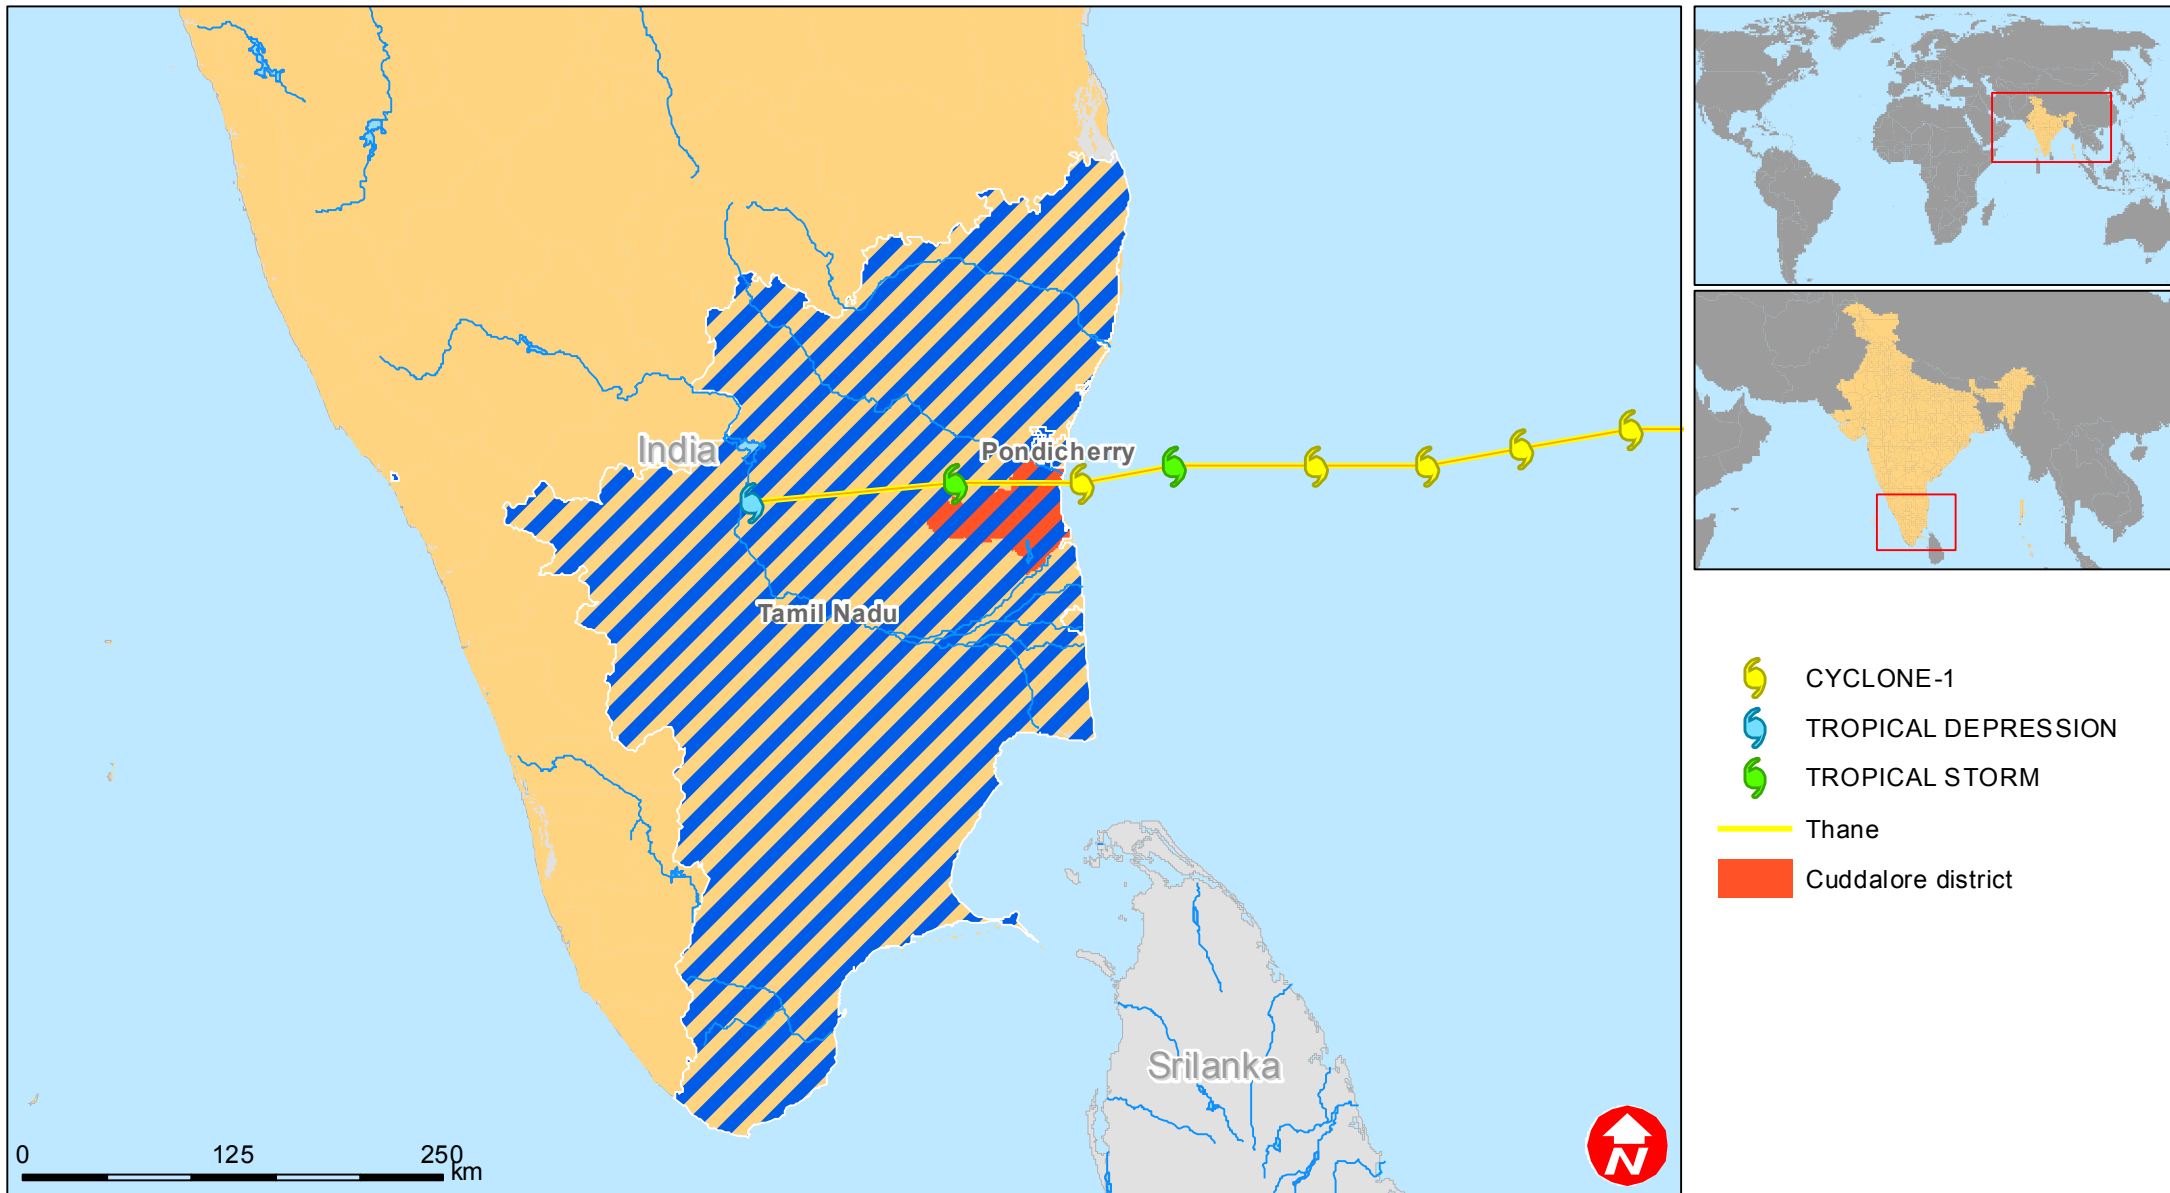 India
Pondicherry
Tamil Nadu
Srilanka
0 125 250 km
N
CYCLONE-1
TROPICAL DEPRESSION
TROPICAL STORM
Thane
Cuddalore district